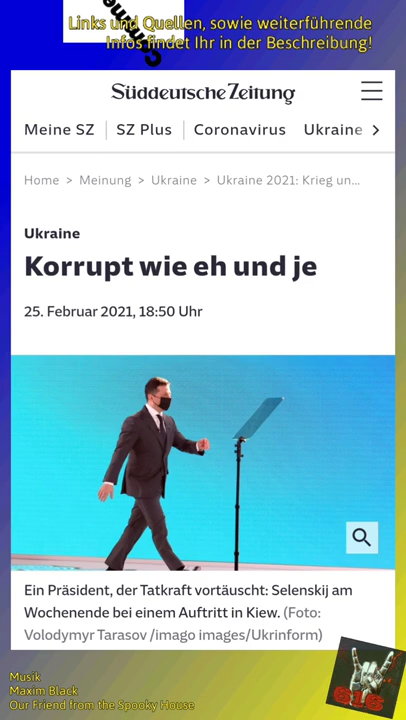 Links und Quellen, sowie weiterführende
Infos findet Ihr in der Beschreibung!
Süddeutsche Zeitung
Meine SZ
SZ Plus
Coronavirus
Ukraine
Home > Meinung > Ukraine > Ukraine 2021: Krieg un...
Ukraine
Korrupt wie eh und je
25. Februar 2021, 18:50 Uhr
Ein Präsident, der Tatkraft vortäuscht: Selenskij am
Wochenende bei einem Auftritt in Kiew. (Foto:
Volodymyr Tarasov /imago images/Ukrinform)
Musik
Maxim Black
Our Friend from the Spooky House
616